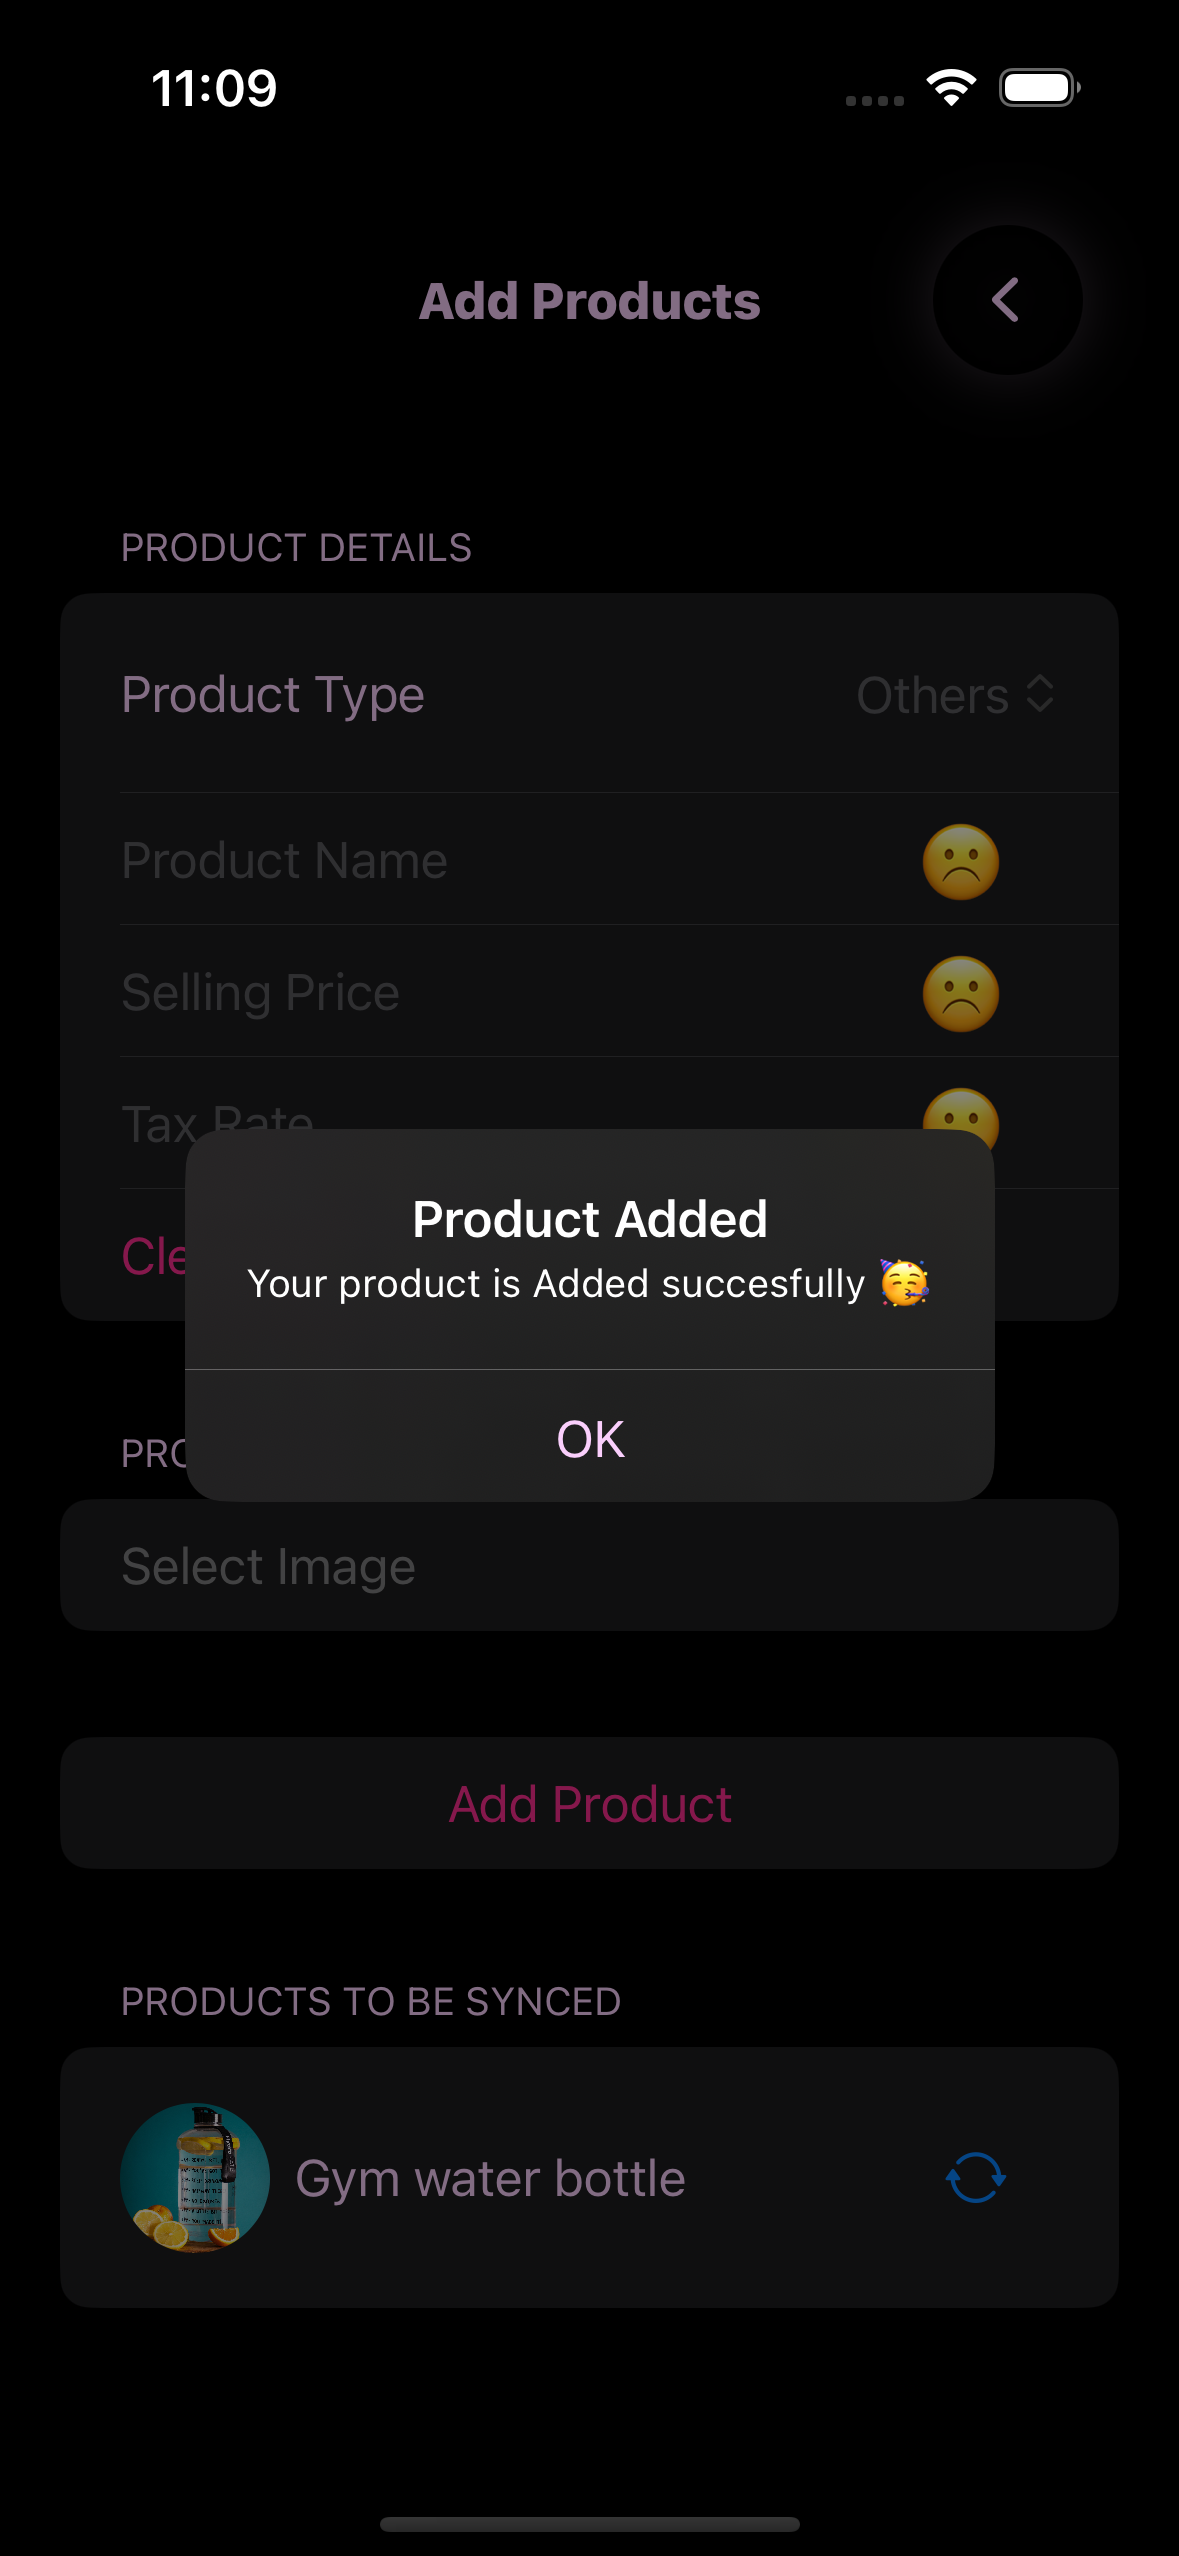 11:09
Add Products
PRODUCT DETAILS
Product Type
Others
Product Name
Selling Price
Tax Rate
Product Added
Cle
Your product is Added succesfully 🥳
OK
PRO
Select Image
Add Product
PRODUCTS TO BE SYNCED
Gym water bottle